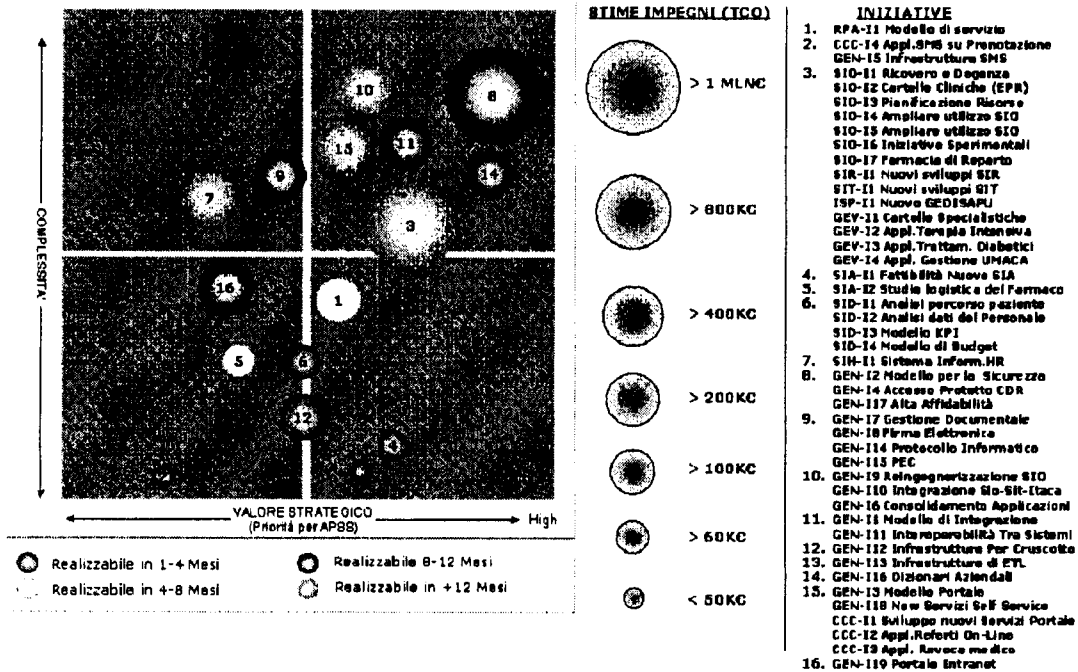 COMPLESSITA'
10
8
15
11
9
14
7
3
16
1
5
6
12
4
VALORE STRATEGICO
(Priorità per APSS)
High
Realizzabile in 1-4 Mesi
Realizzabile 8-12 Mesi
Realizzabile in 4-8 Mesi
Realizzabile in +12 Mesi
STIME IMPEGNI (TCO)
> 1 MLN€
> 800K€
> 400K€
> 200K€
> 100K€
> 60K€
< 50K€
INIZIATIVE
1. RPA-I1 Modello di servizio
2. CCC-I4 Appl.SMS su Prenotazione
GEN-I5 Infrastrutture SMS
3. SIO-I1 Ricovero e Degenza
SIO-I2 Cartelle Cliniche (EPR)
SIO-I3 Pianificazione Risorse
SIO-I4 Ampliare utilizzo SIO
SIO-I5 Ampliare utilizzo SIO
SIO-I6 Iniziative Sperimentali
SIO-I7 Farmacia di Reparto
SIR-I1 Nuovi sviluppi SIR
SIT-I1 Nuovi sviluppi SIT
ISP-I1 Nuovo GEDISAPU
GEV-I1 Cartelle Specialistiche
GEV-I2 Appl.Terapia Intensiva
GEV-I3 Appl.Trattam. Diabetici
GEV-I4 Appl. Gestione UMACA
4. SIA-I1 Fattibilità Nuovo SIA
5. SIA-I2 Studio logistica del Farmaco
6. SID-I1 Analisi percorso paziente
SID-I2 Analisi dati del Personale
SID-I3 Modello KPI
SID-I4 Modello di Budget
7. SIH-I1 Sistema Inform.HR
8. GEN-I2 Modello per la Sicurezza
GEN-I4 Accesso Protetto CDR
GEN-I17 Alta Affidabilità
9. GEN-I7 Gestione Documentale
GEN-I8 Firma Elettronica
GEN-I14 Protocollo Informatico
GEN-I15 PEC
10. GEN-I9 Reingegnerizzazione SIO
GEN-I10 Integrazione Sio-Sit-Itaca
GEN-I6 Consolidamento Applicazioni
11. GEN-I1 Modello di Integrazione
GEN-I11 Interoperabilità Tra Sistemi
12. GEN-I12 Infrastrutture Per Cruscotto
13. GEN-I13 Infrastrutture di ETL
14. GEN-I16 Dizionari Aziendali
15. GEN-I3 Modello Portale
GEN-I18 New Servizi Self Service
CCC-I1 Sviluppo nuovi Servizi Portale
CCC-I2 Appl.Referti On-Line
CCC-I3 Appl. Revoca medico
16. GEN-I19 Portale Intranet